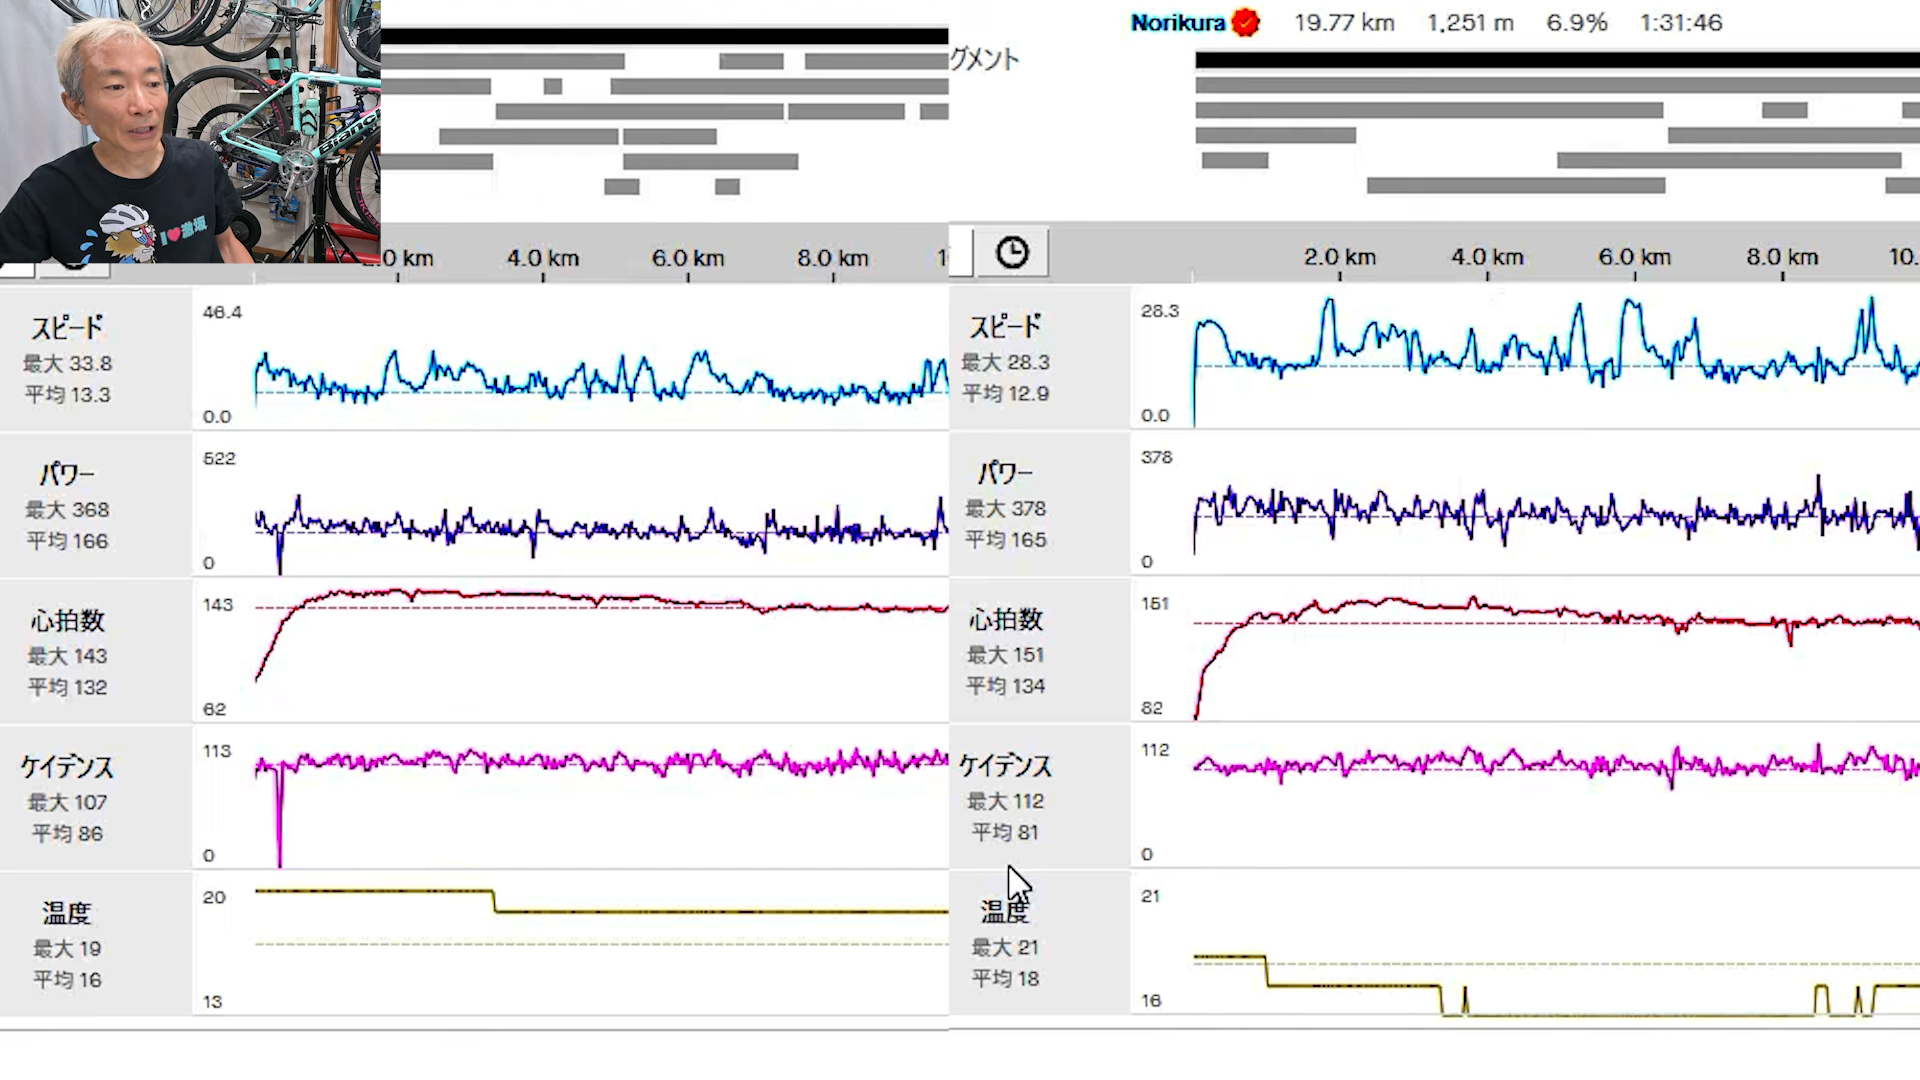 Bianchi
I ❤ 激坂
グメント
Norikura 19.77 km 1,251 m 6.9% 1:31:46
.0 km 4.0 km 6.0 km 8.0 km
スピード
最大 33.8
平均 13.3
46.4
0.0
パワー
最大 368
平均 166
522
0
心拍数
最大 143
平均 132
143
62
ケイデンス
最大 107
平均 86
113
0
温度
最大 19
平均 16
20
13
2.0 km 4.0 km 6.0 km 8.0 km 10.
スピード
最大 28.3
平均 12.9
28.3
0.0
パワー
最大 378
平均 165
378
0
心拍数
最大 151
平均 134
151
82
ケイデンス
最大 112
平均 81
112
0
温度
最大 21
平均 18
21
16